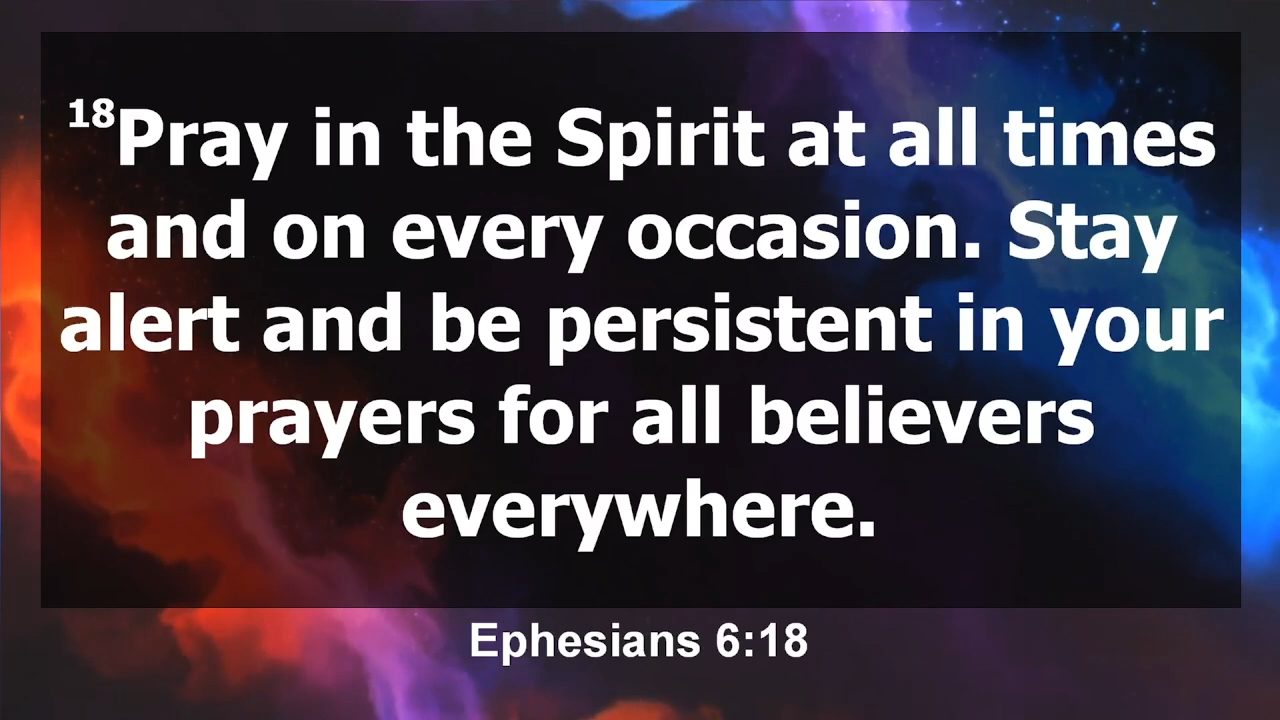 18Pray in the Spirit at all times
and on every occasion. Stay
alert and be persistent in your
prayers for all believers
everywhere.
Ephesians 6:18